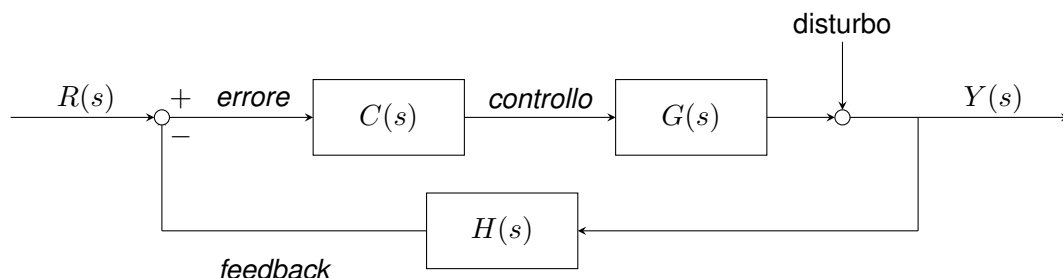 disturbo
R(s)
+
−
errore
C(s)
controllo
G(s)
Y(s)
H(s)
feedback